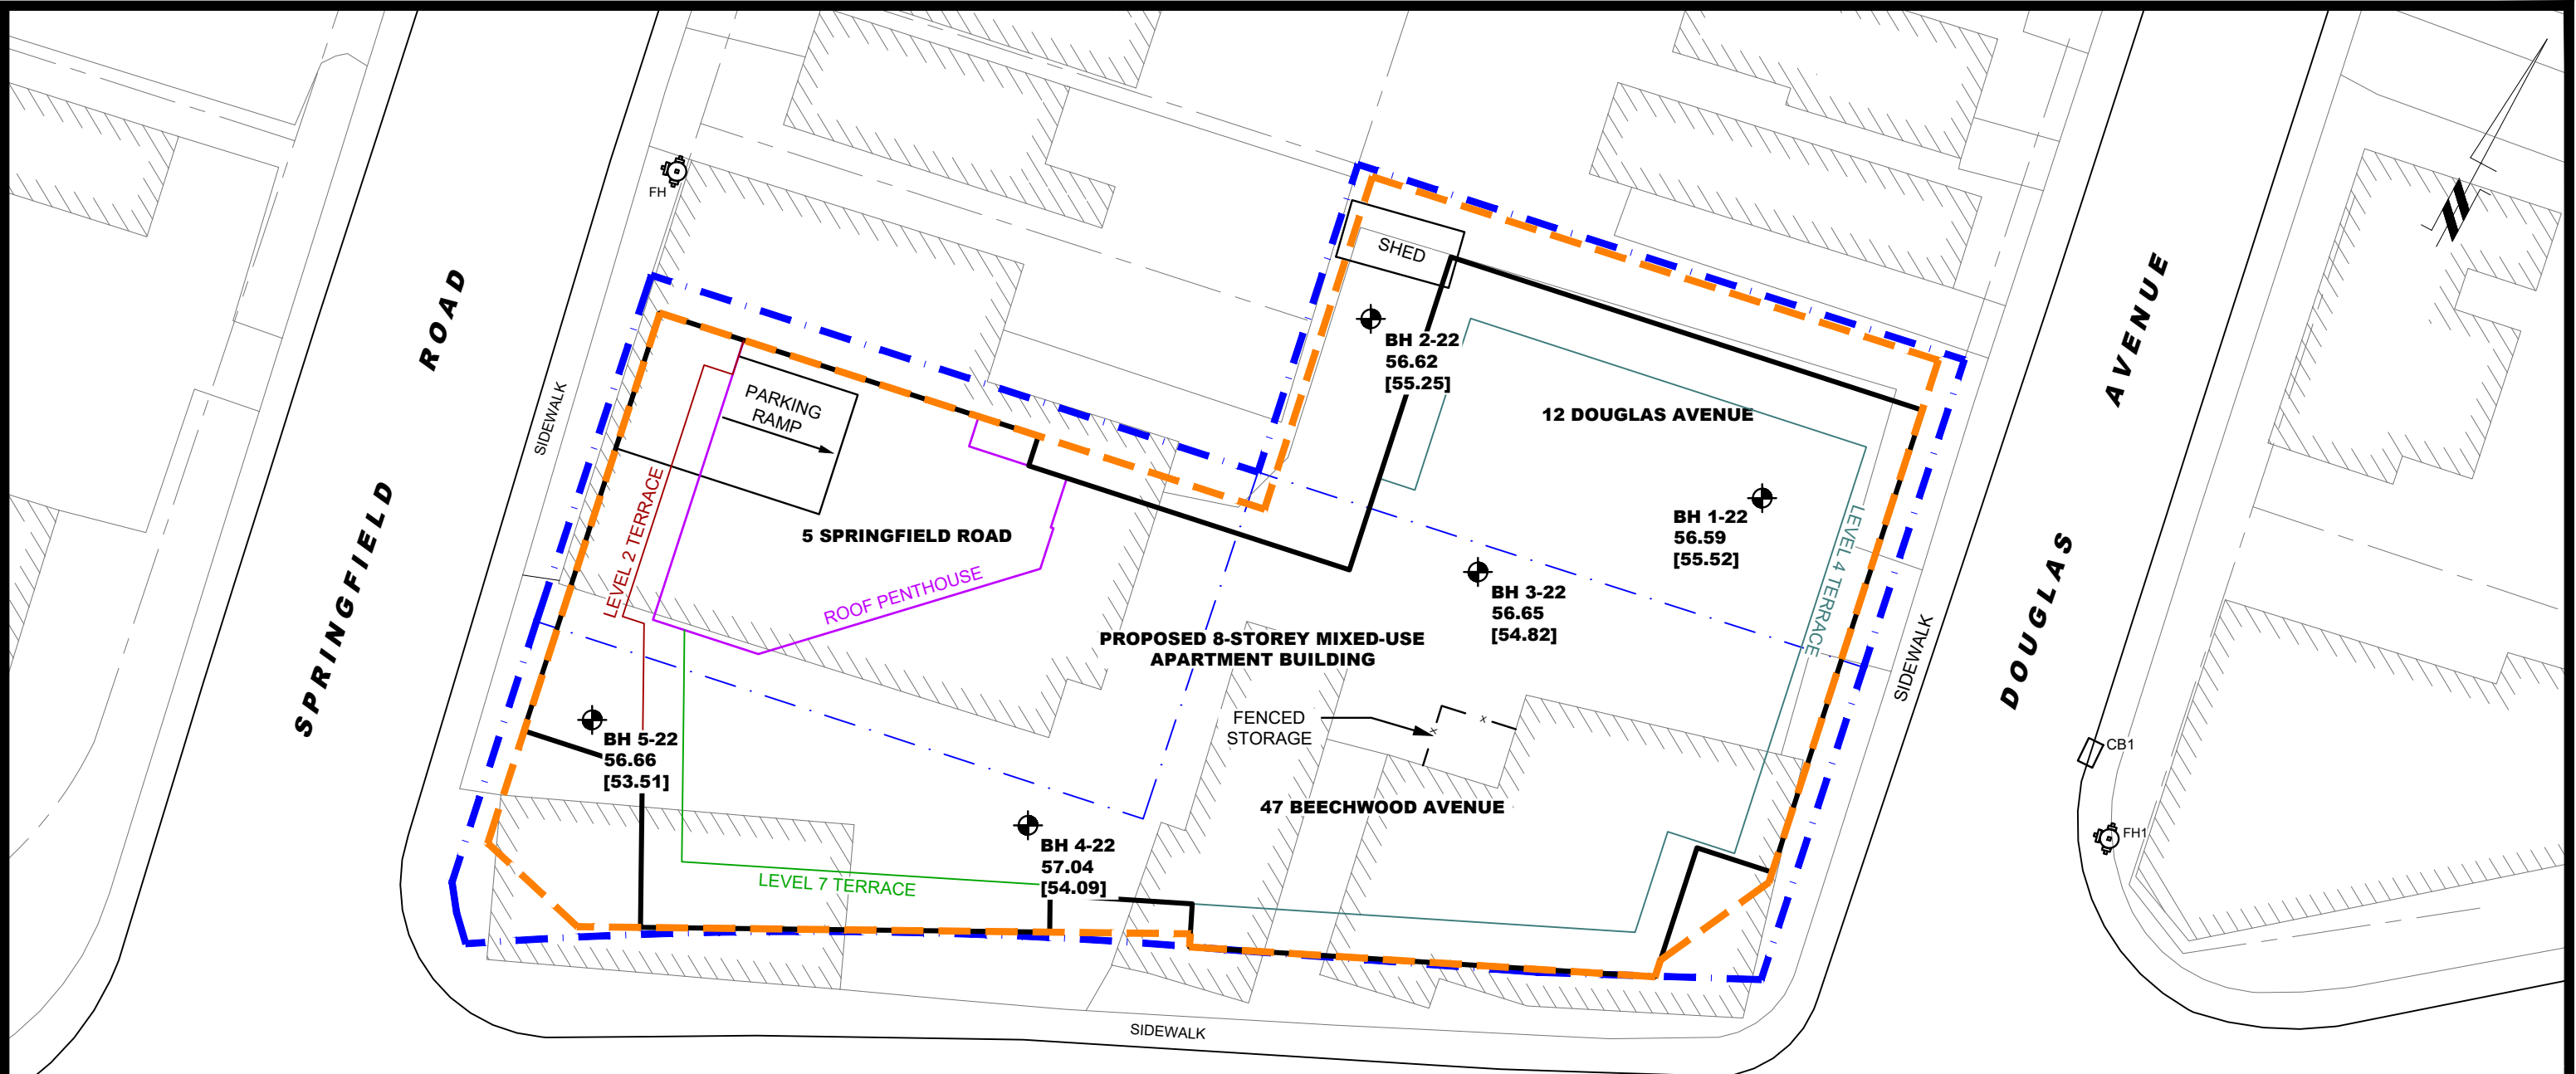 FH
SHED
ROAD
AVENUE
BH 2-22
56.62
[55.25]
SIDEWALK
PARKING
RAMP
12 DOUGLAS AVENUE
LEVEL 2 TERRACE
5 SPRINGFIELD ROAD
BH 1-22
56.59
[55.52]
LEVEL 4 TERRACE
SPRINGFIELD
ROOF PENTHOUSE
BH 3-22
56.65
[54.82]
DOUGLAS
PROPOSED 8-STOREY MIXED-USE
APARTMENT BUILDING
SIDEWALK
FENCED
STORAGE
x
x
BH 5-22
56.66
[53.51]
CB1
47 BEECHWOOD AVENUE
FH1
BH 4-22
57.04
[54.09]
LEVEL 7 TERRACE
SIDEWALK